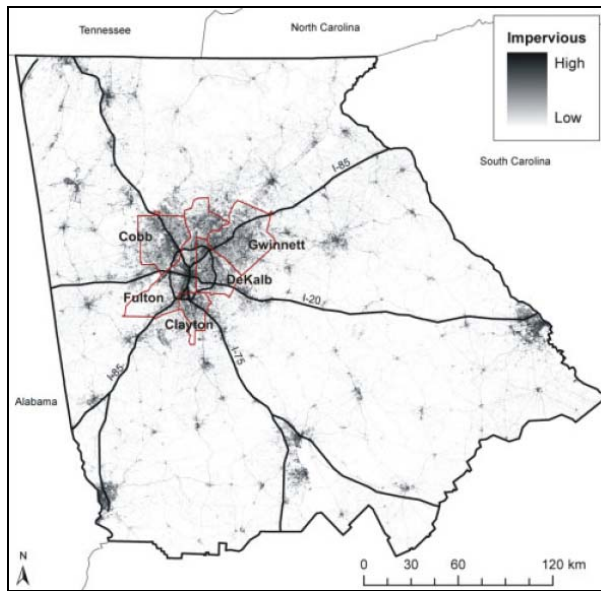 Tennessee
North Carolina
Impervious
High
Low
South Carolina
I-85
Cobb
Gwinnett
DeKalb
Fulton
I-20
Clayton
I-75
I-85
Alabama
N
0 30 60 120 km